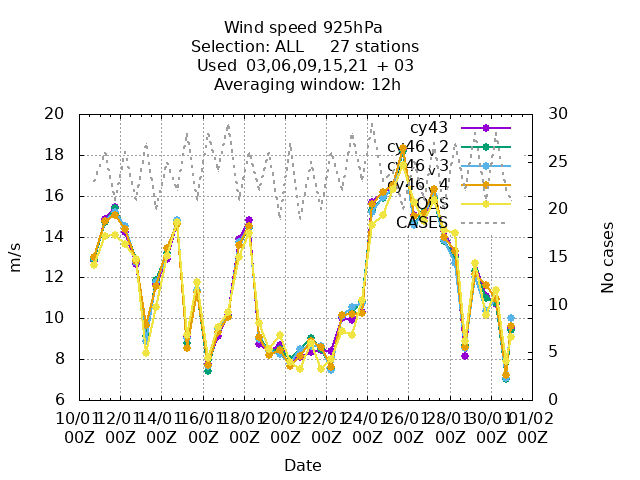 Wind speed 925hPa
Selection: ALL 27 stations
Used 03,06,09,15,21 + 03
Averaging window: 12h
m/s
No cases
20
18
16
14
12
10
8
6
30
25
20
15
10
5
0
cy43
cy46_v_2
cy46_v_3
cy46_v_4
OBS
CASES
10/01 12/01 14/01 16/01 18/01 20/01 22/01 24/01 26/01 28/01 30/01 01/02
00Z 00Z 00Z 00Z 00Z 00Z 00Z 00Z 00Z 00Z 00Z 00Z
Date